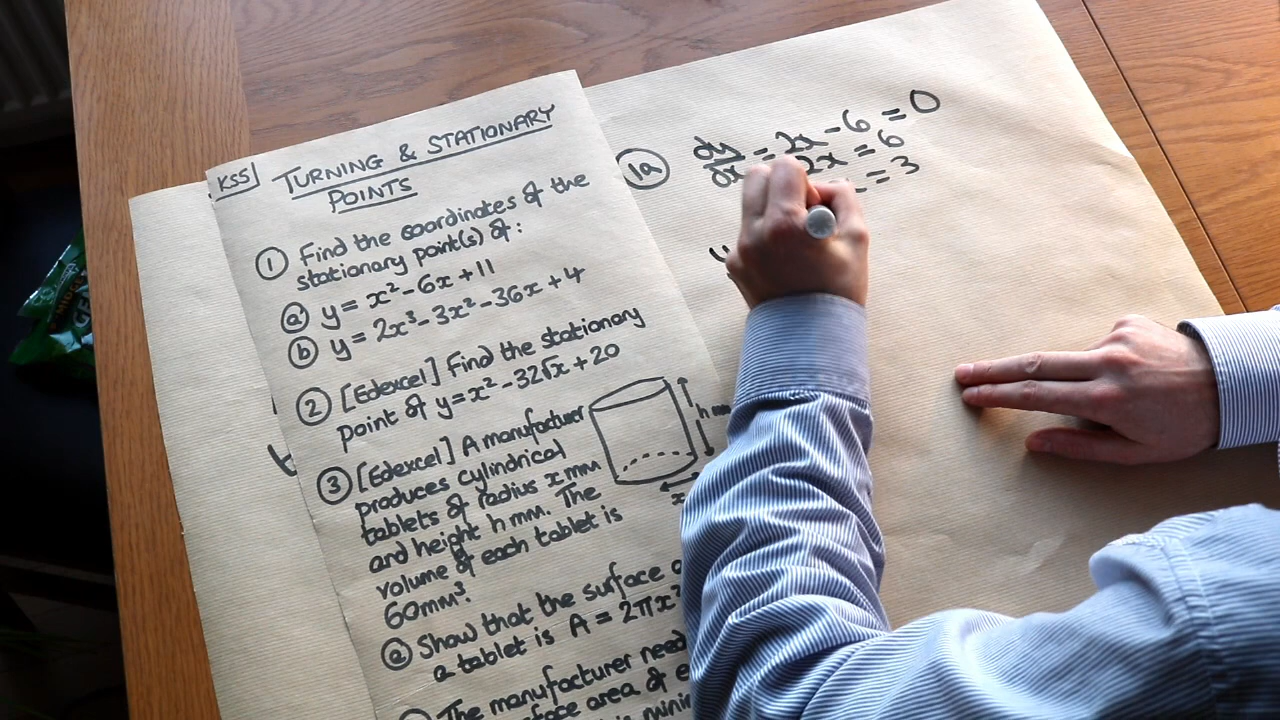 KS5
TURNING & STATIONARY
POINTS
① Find the coordinates of the
stationary point(s) of:
ⓐ y = x² - 6x + 11
ⓑ y = 2x³ - 3x² - 36x + 4
② [Edexcel] Find the stationary
point of y = x² - 32√x + 20
③ [Edexcel] A manufacturer
produces cylindrical
tablets of radius x mm
and height h mm. The
volume of each tablet is
60mm³.
h
x
ⓐ Show that the surface
a tablet is A = 2πx²
The manufacturer need
area of
1a
dy/dx = 2x - 6 = 0
2x = 6
= 3